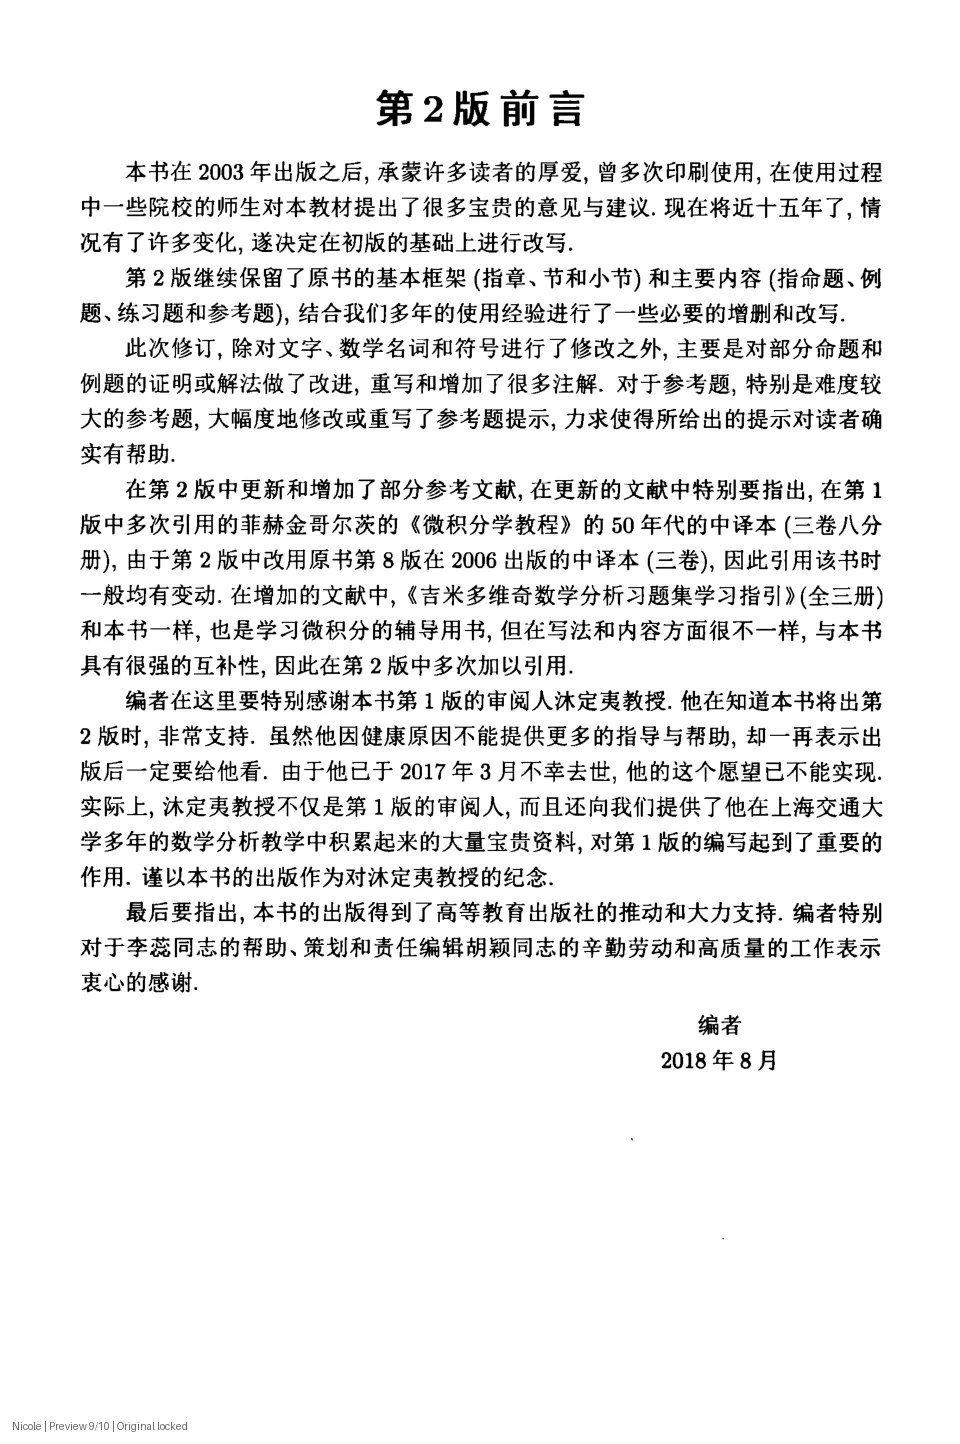 第2版前言
本书在 2003 年出版之后, 承蒙许多读者的厚爱, 曾多次印刷使用, 在使用过程
中一些院校的师生对本教材提出了很多宝贵的意见与建议. 现在将近十五年了, 情
况有了许多变化, 遂决定在初版的基础上进行改写.
第 2 版继续保留了原书的基本框架 (指章、节和小节) 和主要内容 (指命题、例
题、练习题和参考题), 结合我们多年的使用经验进行了一些必要的增删和改写.
此次修订, 除对文字、数学名词和符号进行了修改之外, 主要是对部分命题和
例题的证明或解法做了改进, 重写和增加了很多注解. 对于参考题, 特别是难度较
大的参考题, 大幅度地修改或重写了参考题提示, 力求使得所给出的提示对读者确
实有帮助.
在第 2 版中更新和增加了部分参考文献, 在更新的文献中特别要指出, 在第 1
版中多次引用的菲赫金哥尔茨的《微积分学教程》的 50 年代的中译本 (三卷八分
册), 由于第 2 版中改用原书第 8 版在 2006 出版的中译本 (三卷), 因此引用该书时
一般均有变动. 在增加的文献中,《吉米多维奇数学分析习题集学习指引》(全三册)
和本书一样, 也是学习微积分的辅导用书, 但在写法和内容方面很不一样, 与本书
具有很强的互补性, 因此在第 2 版中多次加以引用.
编者在这里要特别感谢本书第 1 版的审阅人沐定夷教授. 他在知道本书将出第
2 版时, 非常支持. 虽然他因健康原因不能提供更多的指导与帮助, 却一再表示出
版后一定要给他看. 由于他已于 2017 年 3 月不幸去世, 他的这个愿望已不能实现.
实际上, 沐定夷教授不仅是第 1 版的审阅人, 而且还向我们提供了他在上海交通大
学多年的数学分析教学中积累起来的大量宝贵资料, 对第 1 版的编写起到了重要的
作用. 谨以本书的出版作为对沐定夷教授的纪念.
最后要指出, 本书的出版得到了高等教育出版社的推动和大力支持. 编者特别
对于李蕊同志的帮助、策划和责任编辑胡颖同志的辛勤劳动和高质量的工作表示
衷心的感谢.
编者
2018 年 8 月
Nicole | Preview 9/10 | Original locked